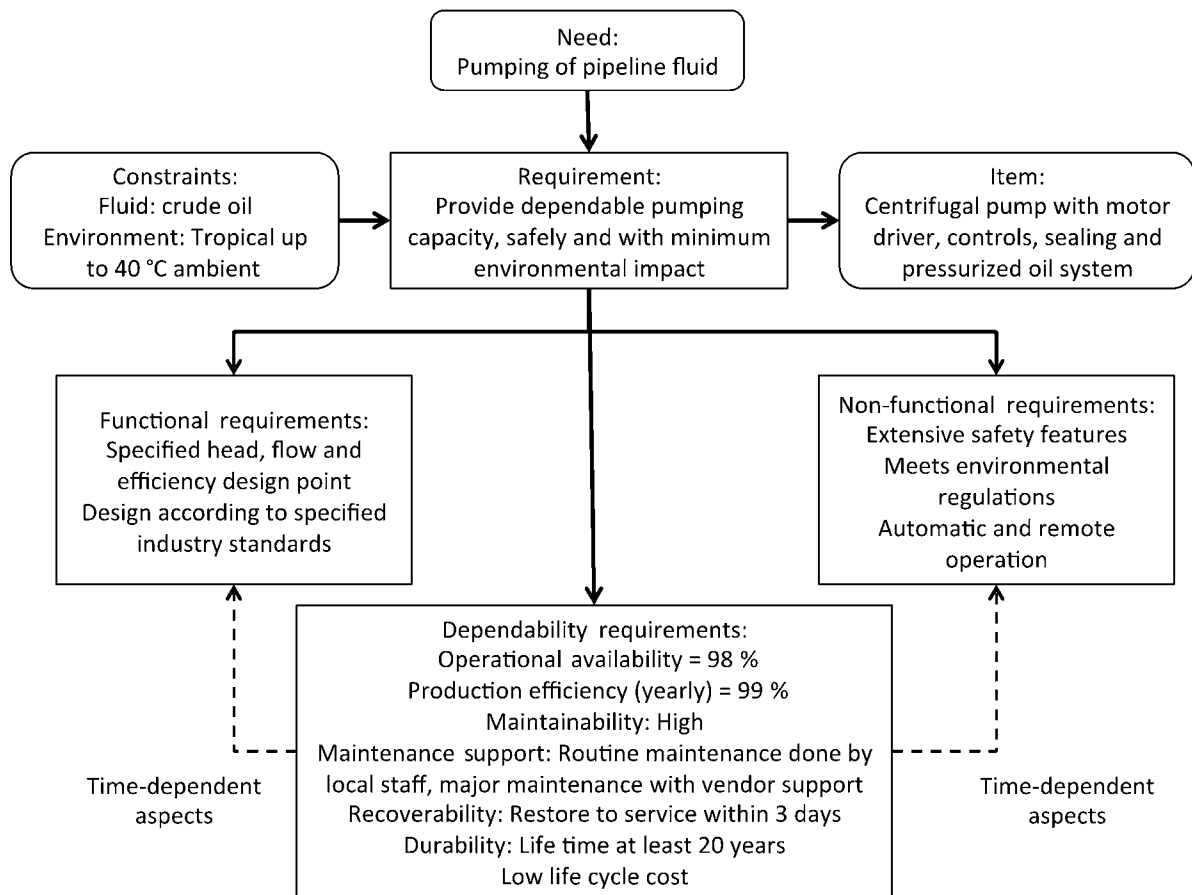 Need:
Pumping of pipeline fluid
Constraints:
Fluid: crude oil
Environment: Tropical up
to 40 °C ambient
Requirement:
Provide dependable pumping
capacity, safely and with minimum
environmental impact
Item:
Centrifugal pump with motor
driver, controls, sealing and
pressurized oil system
Functional requirements:
Specified head, flow and
efficiency design point
Design according to specified
industry standards
Non-functional requirements:
Extensive safety features
Meets environmental
regulations
Automatic and remote
operation
Dependability requirements:
Operational availability = 98 %
Production efficiency (yearly) = 99 %
Maintainability: High
Maintenance support: Routine maintenance done by
local staff, major maintenance with vendor support
Recoverability: Restore to service within 3 days
Durability: Life time at least 20 years
Low life cycle cost
Time-dependent
aspects
Time-dependent
aspects